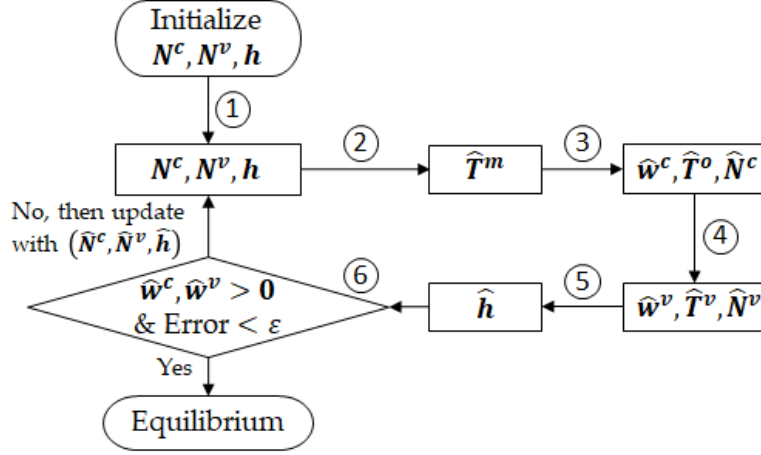 Initialize
N^c, N^v, h
①
N^c, N^v, h
②
T̂^m
③
ŵ^c, T̂^o, N̂^c
④
ŵ^v, T̂^v, N̂^v
⑤
ĥ
⑥
ŵ^c, ŵ^v > 0
& Error < ε
No, then update
with (N̂^c, N̂^v, ĥ)
Yes
Equilibrium